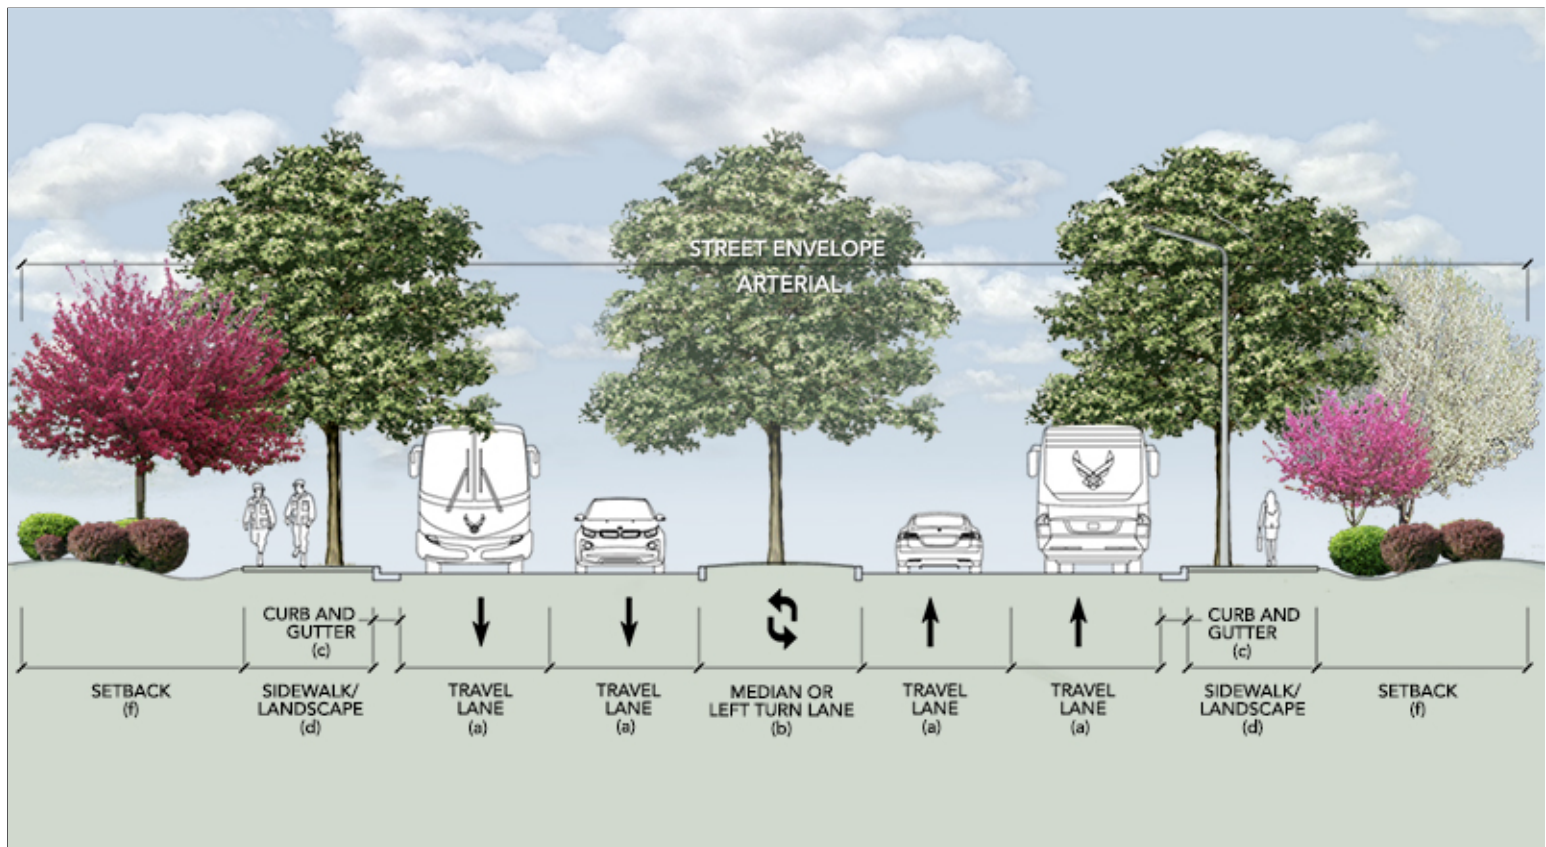 STREET ENVELOPE
ARTERIAL
CURB AND
GUTTER
(c)
CURB AND
GUTTER
(c)
SETBACK
(f)
SIDEWALK/
LANDSCAPE
(d)
TRAVEL
LANE
(a)
TRAVEL
LANE
(a)
MEDIAN OR
LEFT TURN LANE
(b)
TRAVEL
LANE
(a)
TRAVEL
LANE
(a)
SIDEWALK/
LANDSCAPE
(d)
SETBACK
(f)